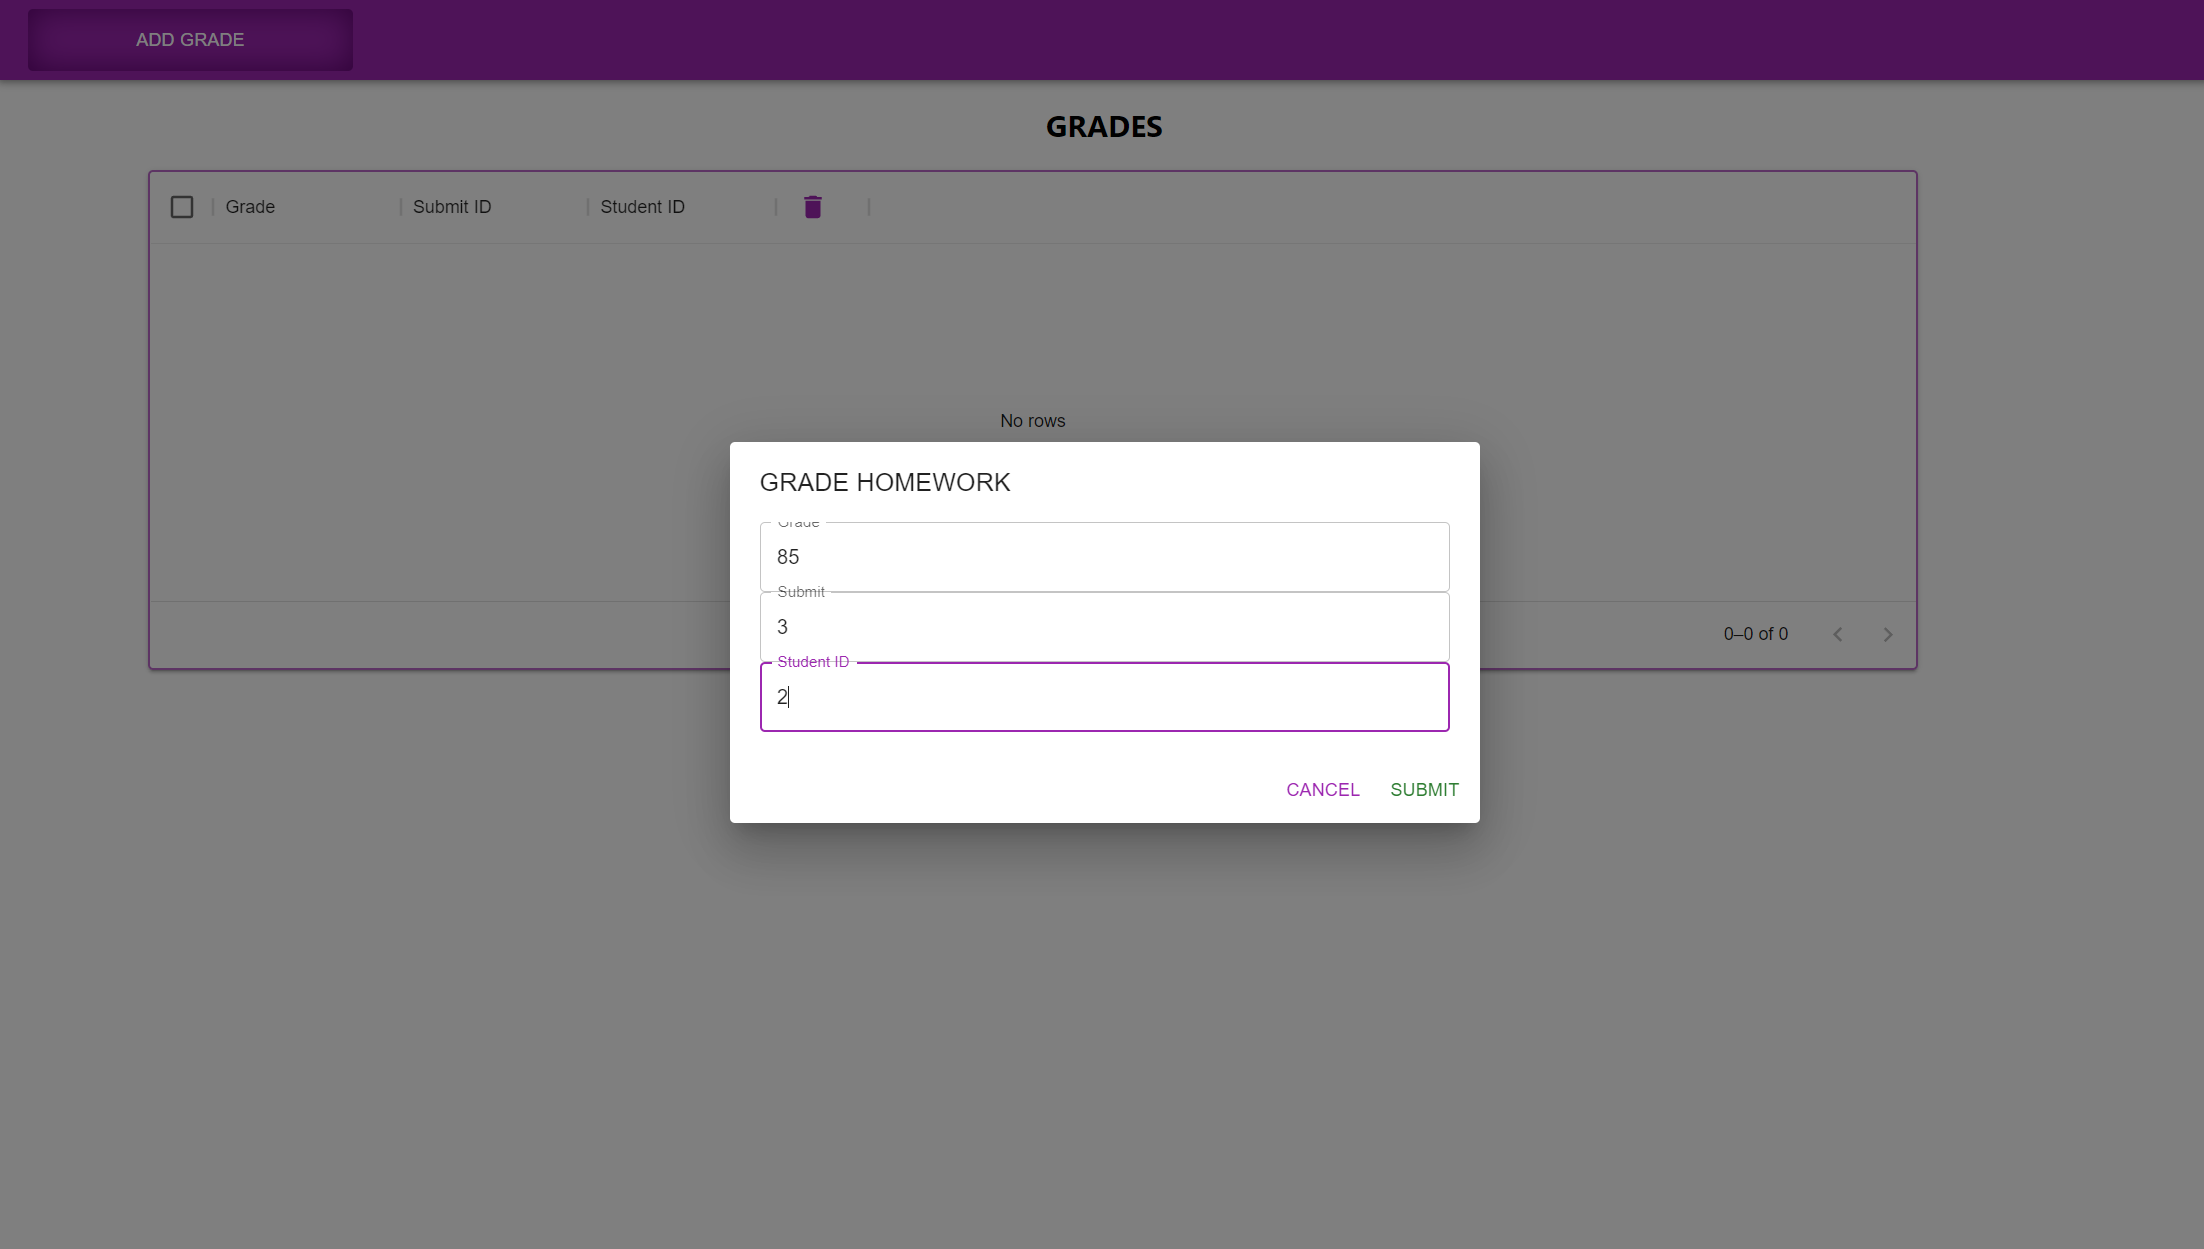 ADD GRADE
GRADES
Grade
Submit ID
Student ID
No rows
GRADE HOMEWORK
Grade
85
Submit
3
Student ID
2
0–0 of 0
CANCEL
SUBMIT